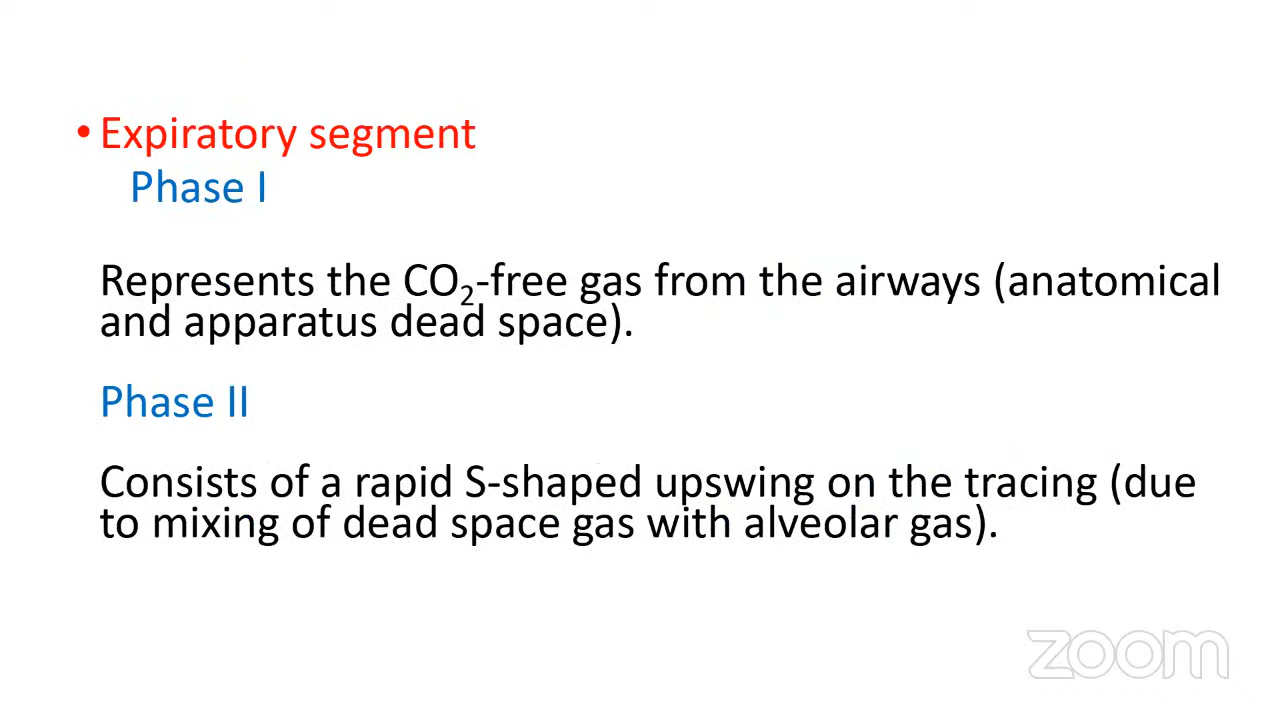 • Expiratory segment
Phase I
Represents the CO₂-free gas from the airways (anatomical
and apparatus dead space).
Phase II
Consists of a rapid S-shaped upswing on the tracing (due
to mixing of dead space gas with alveolar gas).
zoom